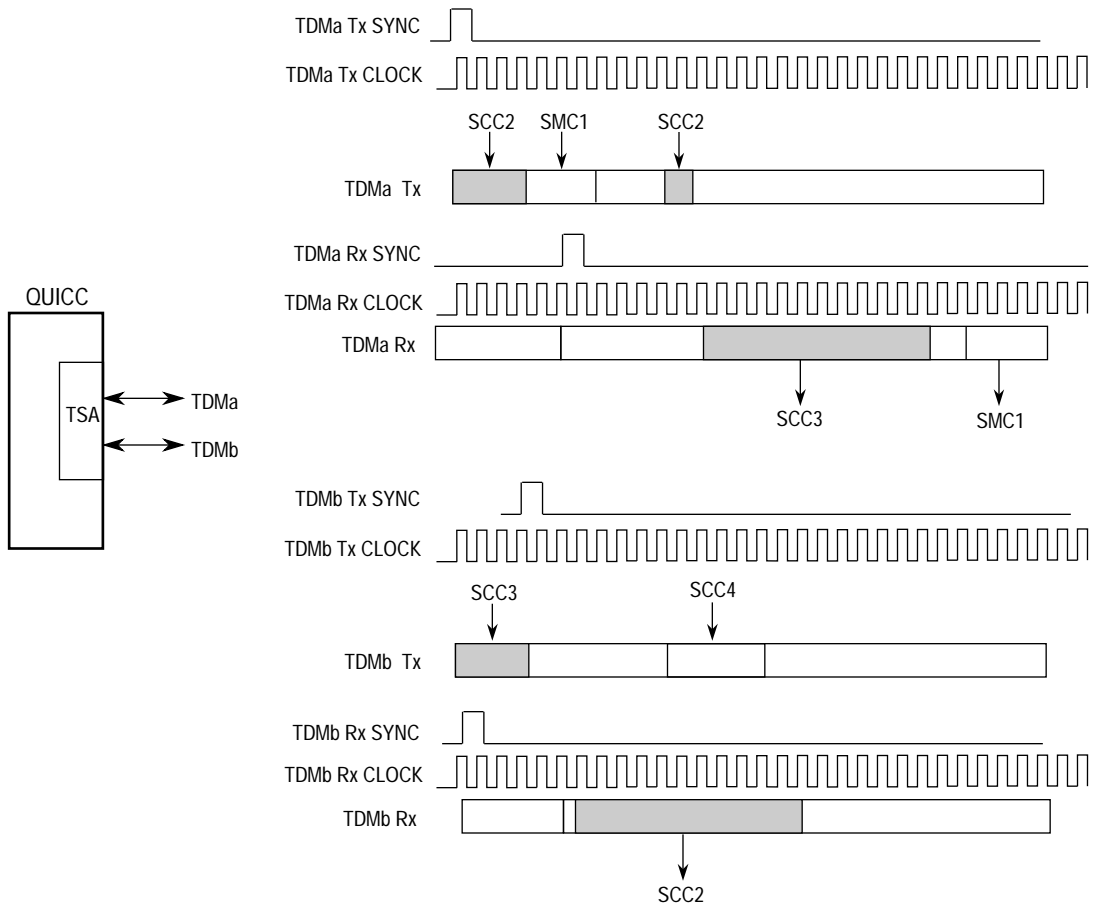 TDMa Tx SYNC
TDMa Tx CLOCK
SCC2 SMC1 SCC2
TDMa Tx
TDMa Rx SYNC
TDMa Rx CLOCK
TDMa Rx
SCC3 SMC1
QUICC
TSA
TDMa
TDMb
TDMb Tx SYNC
TDMb Tx CLOCK
SCC3 SCC4
TDMb Tx
TDMb Rx SYNC
TDMb Rx CLOCK
TDMb Rx
SCC2